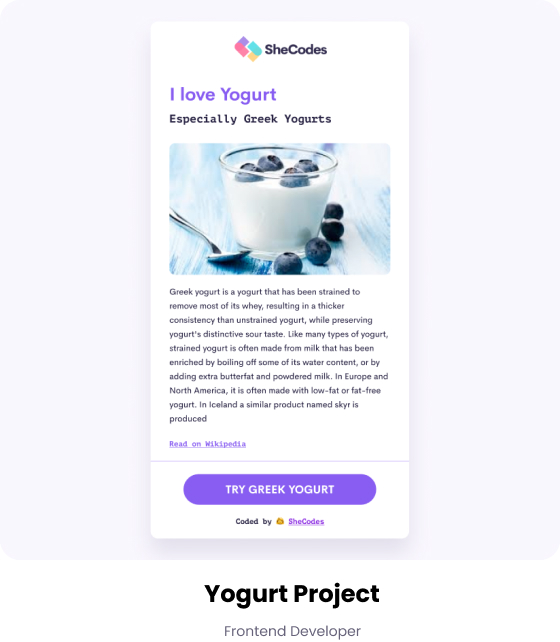 SheCodes
I love Yogurt
Especially Greek Yogurts
Greek yogurt is a yogurt that has been strained to
remove most of its whey, resulting in a thicker
consistency than unstrained yogurt, while preserving
yogurt's distinctive sour taste. Like many types of yogurt,
strained yogurt is often made from milk that has been
enriched by boiling off some of its water content, or by
adding extra butterfat and powdered milk. In Europe and
North America, it is often made with low-fat or fat-free
yogurt. In Iceland a similar product named skyr is
produced
Read on Wikipedia
TRY GREEK YOGURT
Coded by SheCodes
Yogurt Project
Frontend Developer